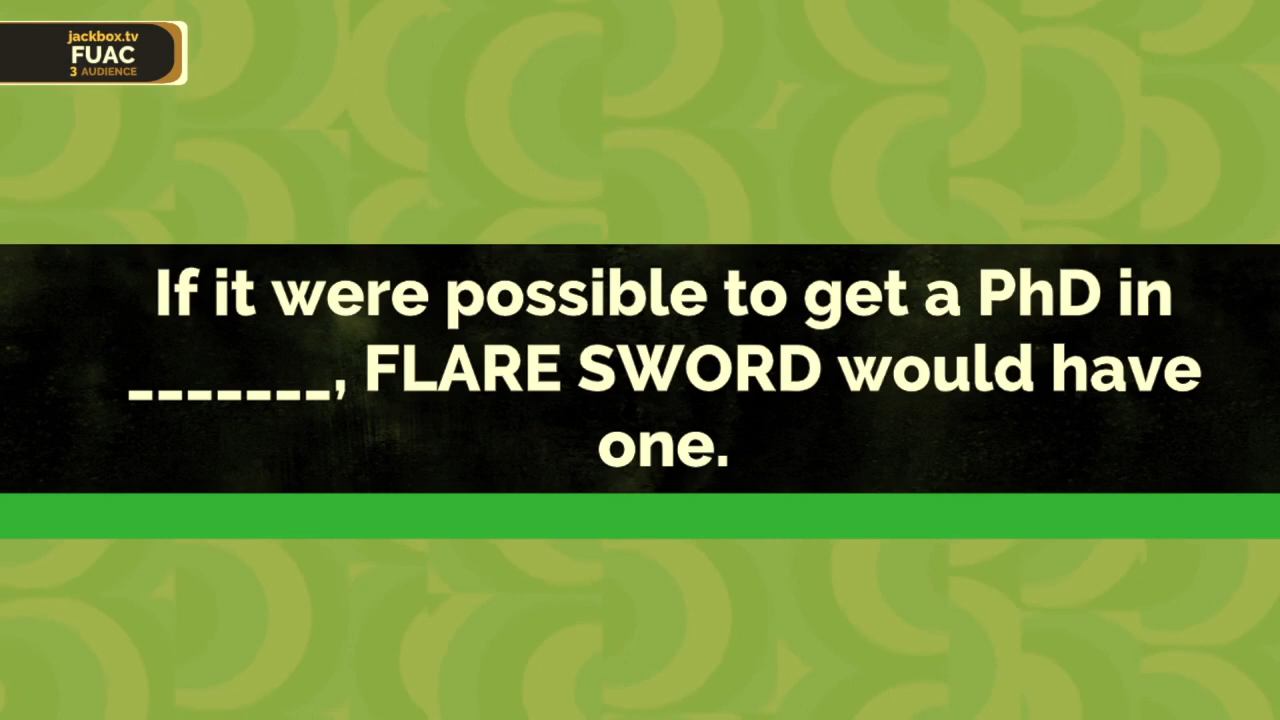 jackbox.tv
FUAC
3 AUDIENCE
If it were possible to get a PhD in
_______, FLARE SWORD would have
one.